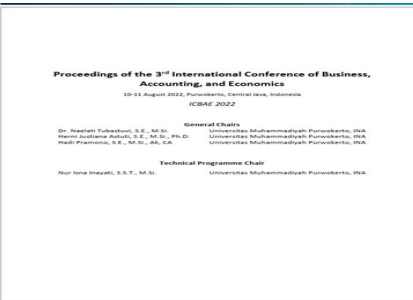 Proceedings of the 3rd International Conference of Business,
Accounting, and Economics
10-11 August 2022, Purwokerto, Central Java, Indonesia
ICBAE 2022
General Chairs
Dr. Naelati Tubastuvi, S.E., M.Si. Universitas Muhammadiyah Purwokerto, INA
Herni Justiana Astuti, S.E., M.Si., Ph.D. Universitas Muhammadiyah Purwokerto, INA
Hadi Pramono, S.E., M.Si., Ak, CA Universitas Muhammadiyah Purwokerto, INA
Technical Programme Chair
Nur Isna Inayati, S.S.T., M.Si. Universitas Muhammadiyah Purwokerto, INA